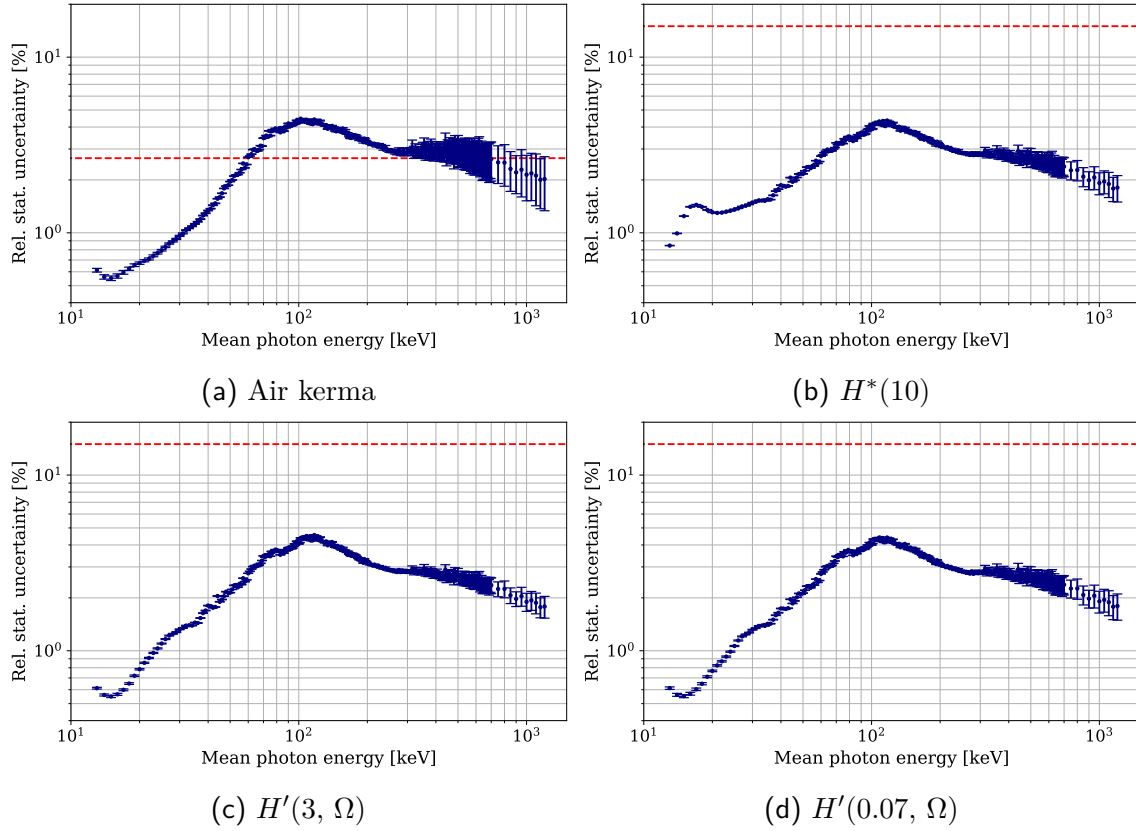 Rel. stat. uncertainty [%]
10¹
10⁰
10¹ 10² 10³
Mean photon energy [keV]
(a) Air kerma
Rel. stat. uncertainty [%]
10¹
10⁰
10¹ 10² 10³
Mean photon energy [keV]
(b) H*(10)
Rel. stat. uncertainty [%]
10¹
10⁰
10¹ 10² 10³
Mean photon energy [keV]
(c) H′(3, Ω)
Rel. stat. uncertainty [%]
10¹
10⁰
10¹ 10² 10³
Mean photon energy [keV]
(d) H′(0.07, Ω)